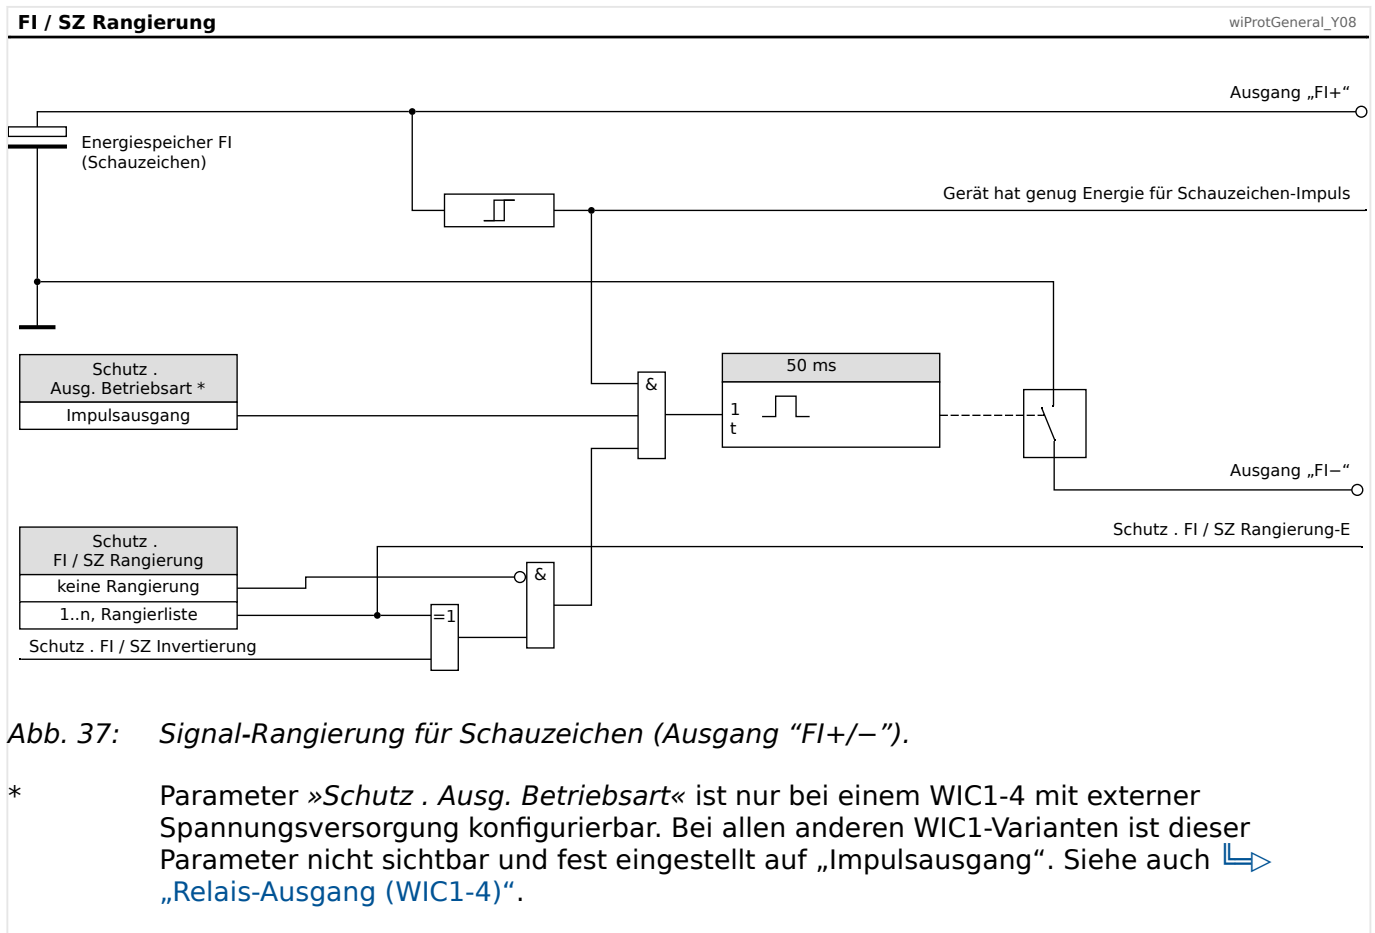 FI / SZ Rangierung
wiProtGeneral_Y08
Ausgang „FI+“
Energiespeicher FI
(Schauzeichen)
Gerät hat genug Energie für Schauzeichen-Impuls
Schutz .
Ausg. Betriebsart *
Impulsausgang
&
50 ms
1
t
Ausgang „FI−“
Schutz . FI / SZ Rangierung-E
Schutz .
FI / SZ Rangierung
keine Rangierung
1..n, Rangierliste
&
=1
Schutz . FI / SZ Invertierung
Abb. 37: Signal-Rangierung für Schauzeichen (Ausgang “FI+/−”).
* Parameter »Schutz . Ausg. Betriebsart« ist nur bei einem WIC1-4 mit externer
Spannungsversorgung konfigurierbar. Bei allen anderen WIC1-Varianten ist dieser
Parameter nicht sichtbar und fest eingestellt auf „Impulsausgang“. Siehe auch
„Relais-Ausgang (WIC1-4)“.